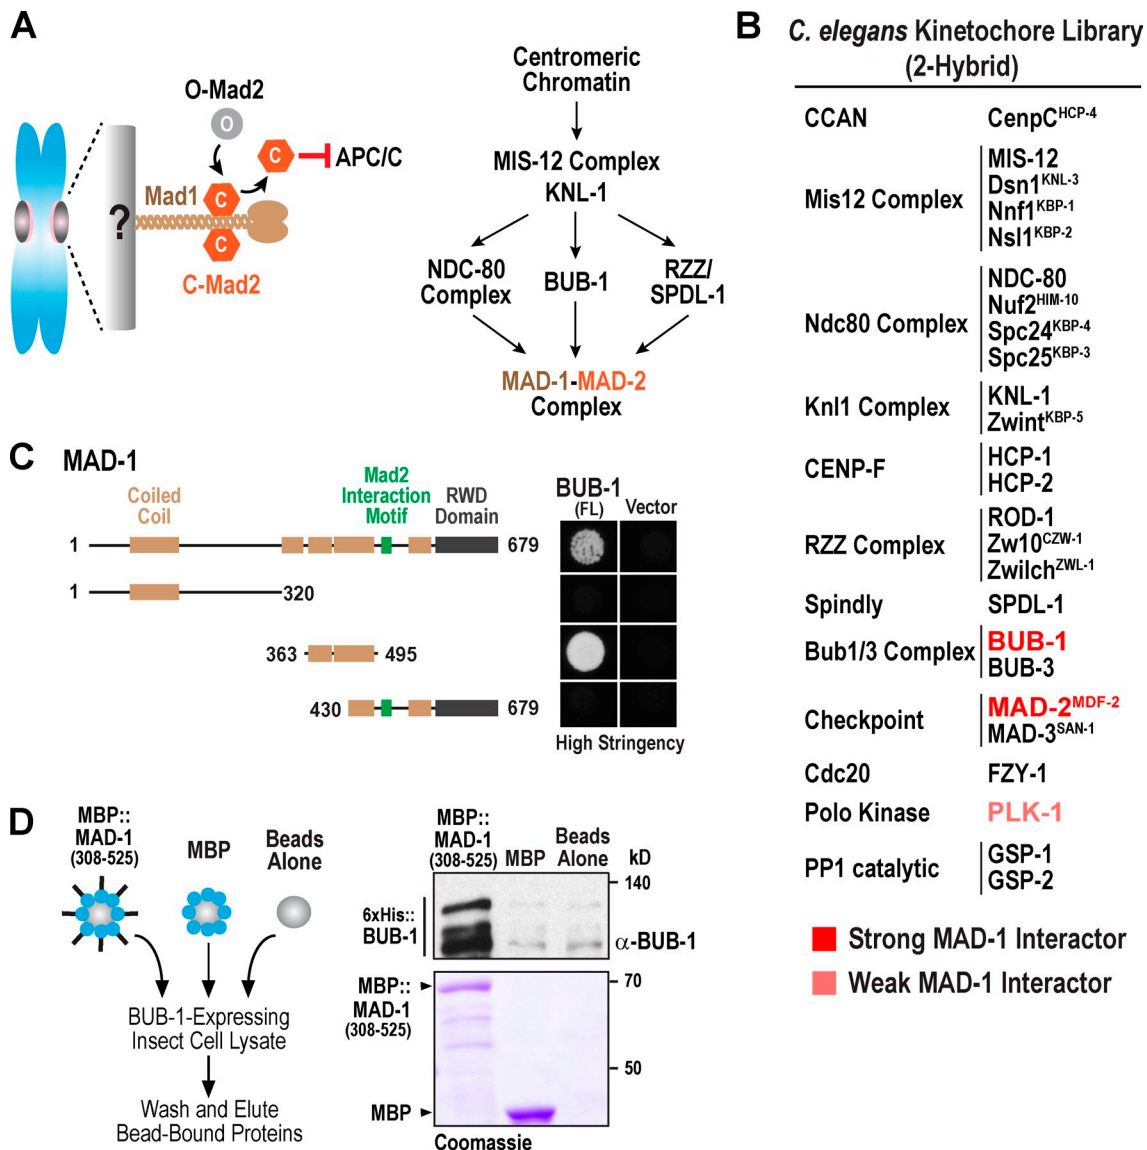 A
O-Mad2
O
C
APC/C
Mad1
C
?
C
C-Mad2
Centromeric
Chromatin
MIS-12 Complex
KNL-1
NDC-80
Complex
BUB-1
RZZ/
SPDL-1
MAD-1-MAD-2
Complex
B
C. elegans Kinetochore Library
(2-Hybrid)
CCAN
CenpC^HCP-4
Mis12 Complex
MIS-12
Dsn1^KNL-3
Nnf1^KBP-1
Nsl1^KBP-2
Ndc80 Complex
NDC-80
Nuf2^HIM-10
Spc24^KBP-4
Spc25^KBP-3
Knl1 Complex
KNL-1
Zwint^KBP-5
CENP-F
HCP-1
HCP-2
RZZ Complex
ROD-1
Zw10^CZW-1
Zwilch^ZWL-1
Spindly
SPDL-1
Bub1/3 Complex
BUB-1
BUB-3
Checkpoint
MAD-2^MDF-2
MAD-3^SAN-1
Cdc20
FZY-1
Polo Kinase
PLK-1
PP1 catalytic
GSP-1
GSP-2
Strong MAD-1 Interactor
Weak MAD-1 Interactor
C
MAD-1
Coiled
Coil
Mad2
Interaction
Motif
RWD
Domain
BUB-1
(FL)
Vector
1
679
1
320
363
495
430
679
High Stringency
D
MBP::
MAD-1
(308-525)
MBP
Beads
Alone
BUB-1-Expressing
Insect Cell Lysate
Wash and Elute
Bead-Bound Proteins
MBP::
MAD-1
(308-525)
MBP
Beads
Alone
kD
140
6xHis::
BUB-1
α-BUB-1
MBP::
MAD-1
(308-525)
70
50
MBP
Coomassie